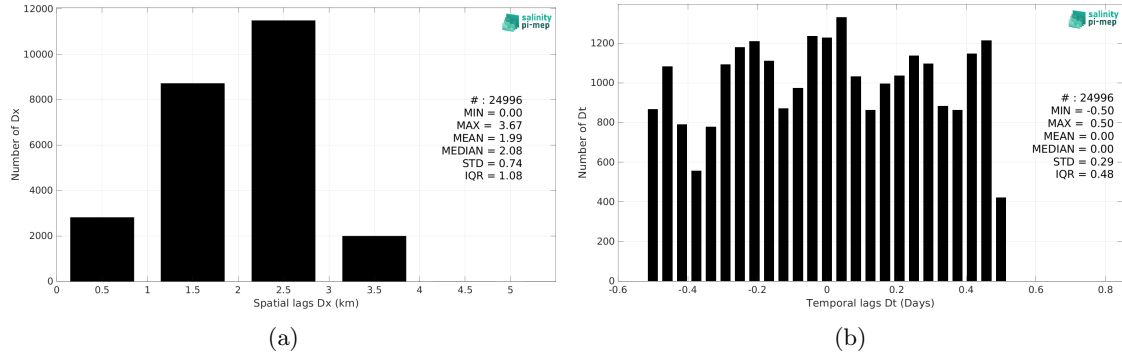 12000
10000
8000
6000
4000
2000
0
Number of Dx
0 0.5 1 1.5 2 2.5 3 3.5 4 4.5 5
Spatial lags Dx (km)
salinity
pi-mep
# : 24996
MIN = 0.00
MAX = 3.67
MEAN = 1.99
MEDIAN = 2.08
STD = 0.74
IQR = 1.08
(a)
1200
1000
800
600
400
200
0
Number of Dt
-0.6 -0.4 -0.2 0 0.2 0.4 0.6 0.8
Temporal lags Dt (Days)
salinity
pi-mep
# : 24996
MIN = -0.50
MAX = 0.50
MEAN = 0.00
MEDIAN = 0.00
STD = 0.29
IQR = 0.48
(b)